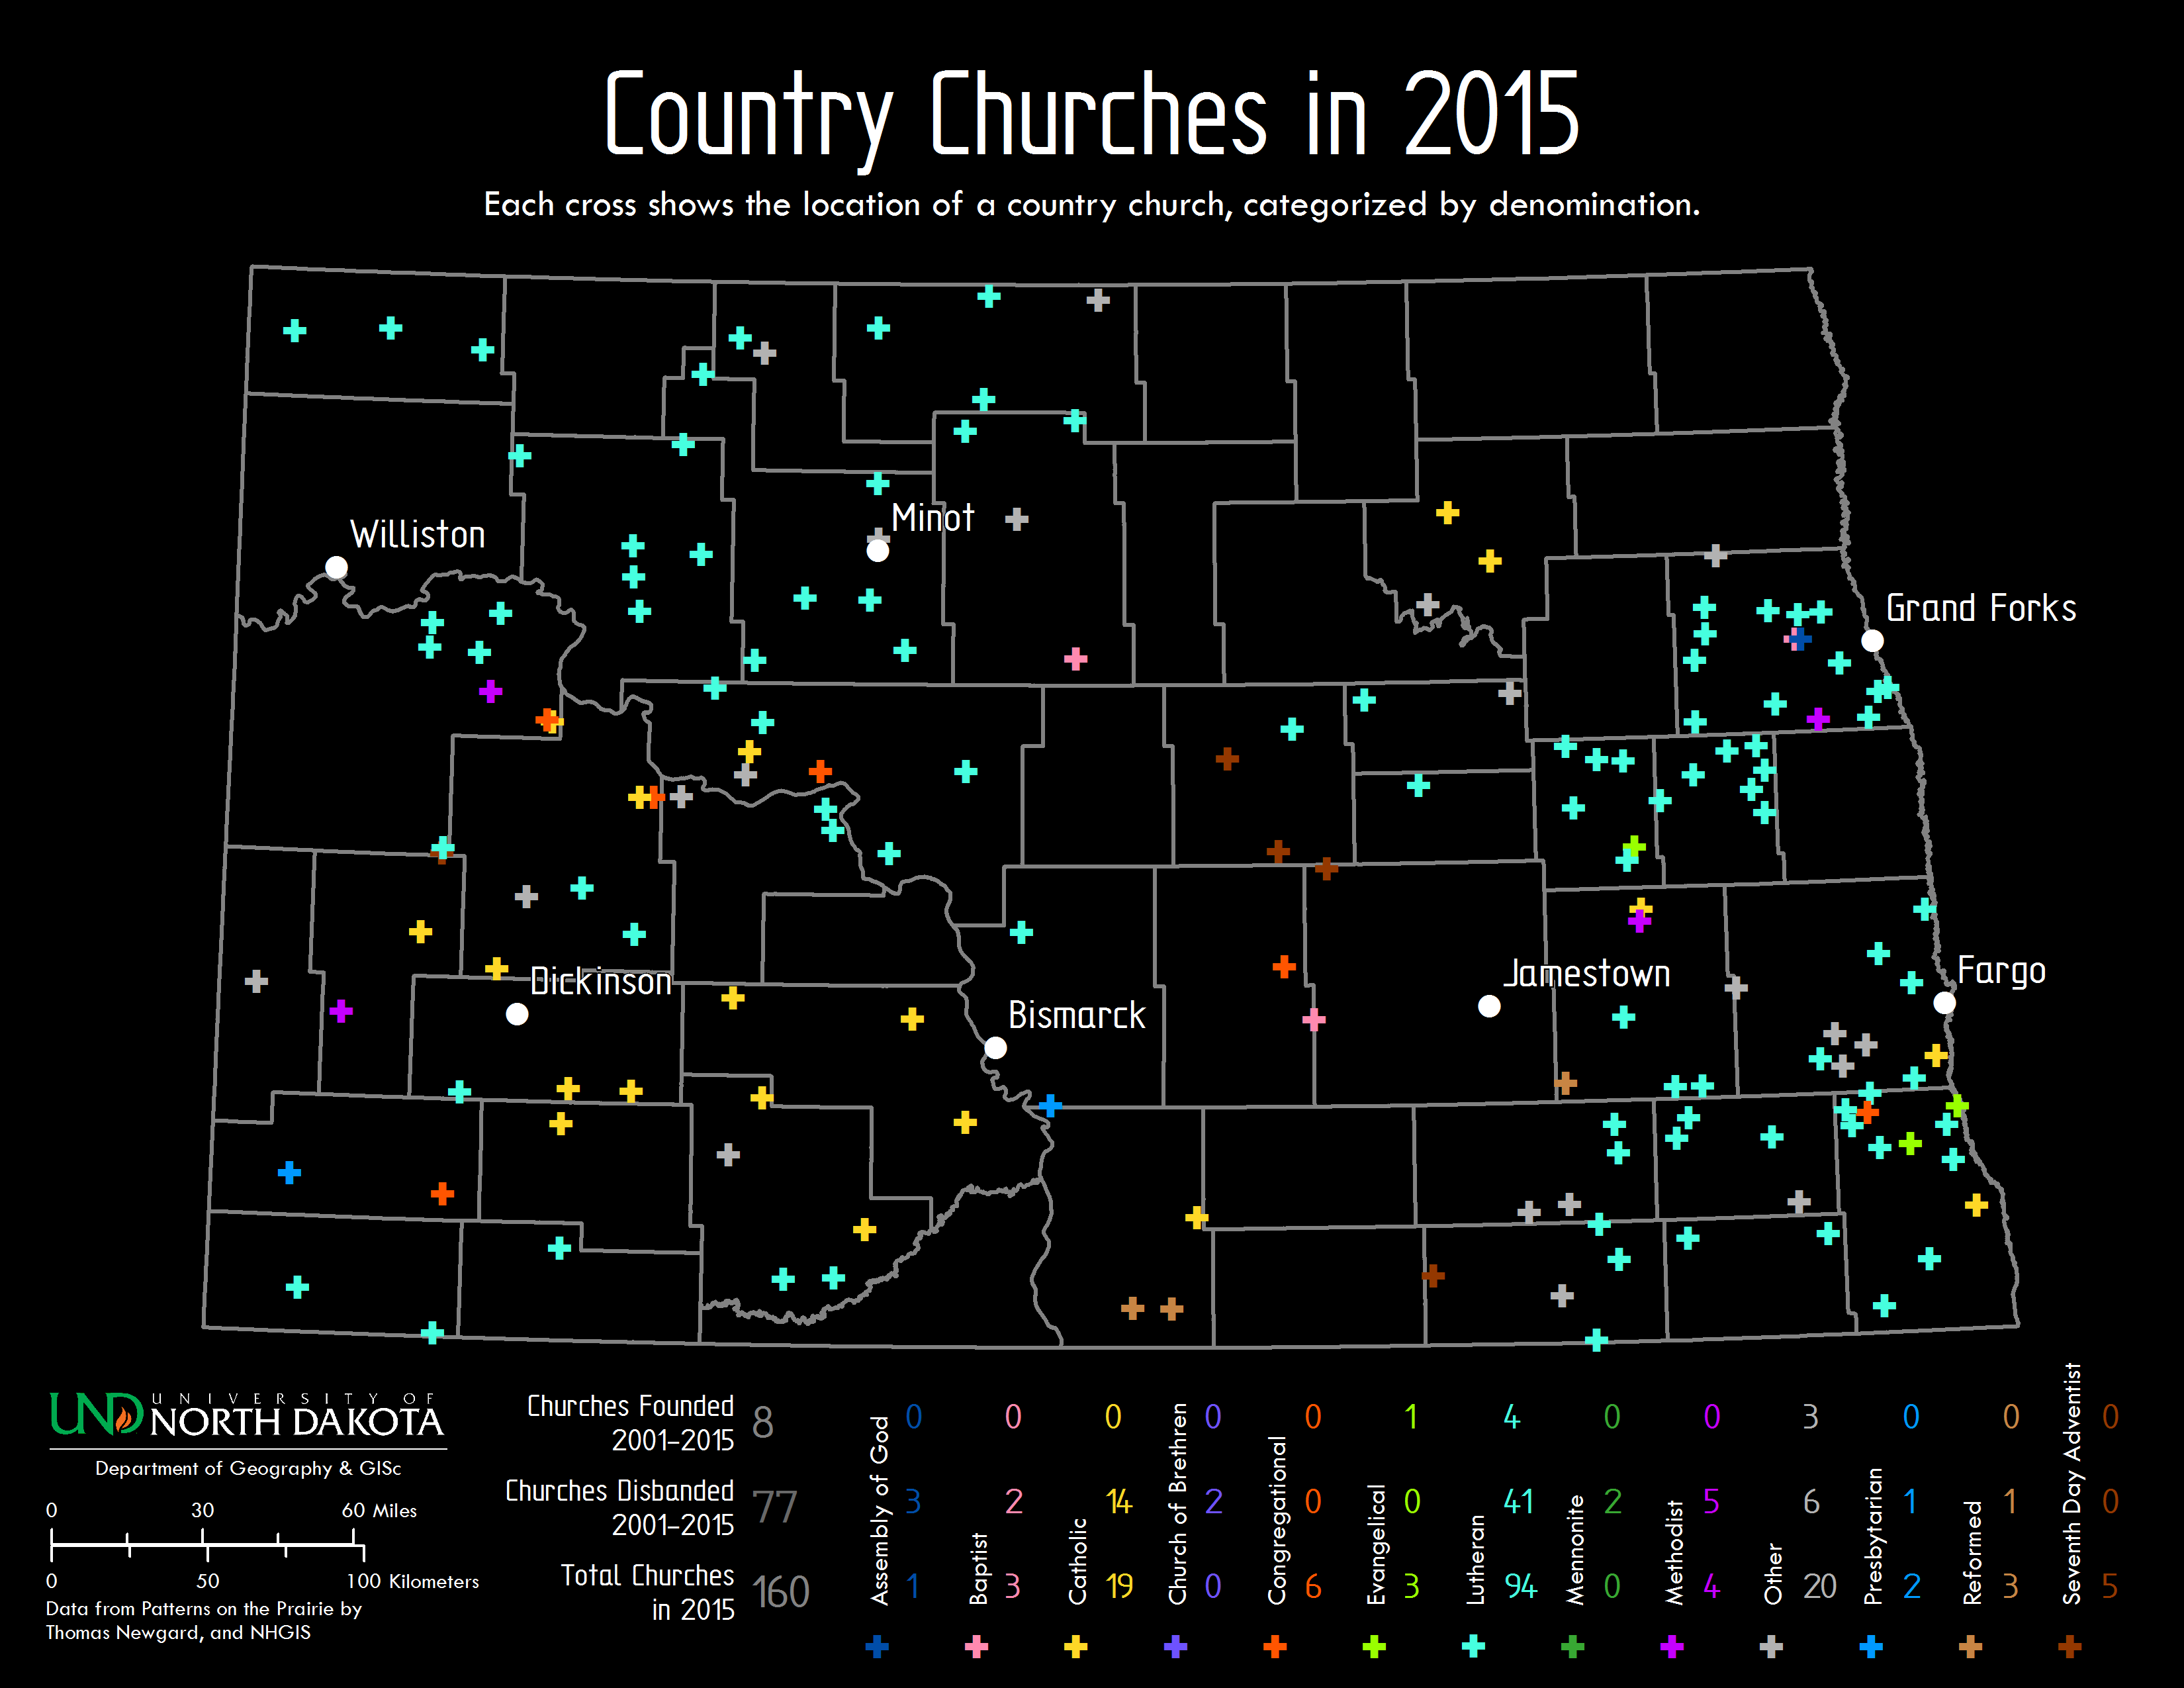 Country Churches in 2015
Each cross shows the location of a country church, categorized by denomination.
Williston
Minot
Grand Forks
Dickinson
Bismarck
Jamestown
Fargo
UND UNIVERSITY OF
NORTH DAKOTA
Department of Geography & GISc
0 30 60 Miles
0 50 100 Kilometers
Data from Patterns on the Prairie by
Thomas Newgard, and NHGIS
Churches Founded
2001–2015
8
Churches Disbanded
2001–2015
77
Total Churches
in 2015
160
Assembly of God
0
3
1
Baptist
0
2
3
Catholic
0
14
19
Church of Brethren
0
2
0
Congregational
0
0
6
Evangelical
1
0
3
Lutheran
4
41
94
Mennonite
0
2
0
Methodist
0
5
4
Other
3
6
20
Presbytarian
0
1
2
Reformed
0
1
3
Seventh Day Adventist
0
0
5